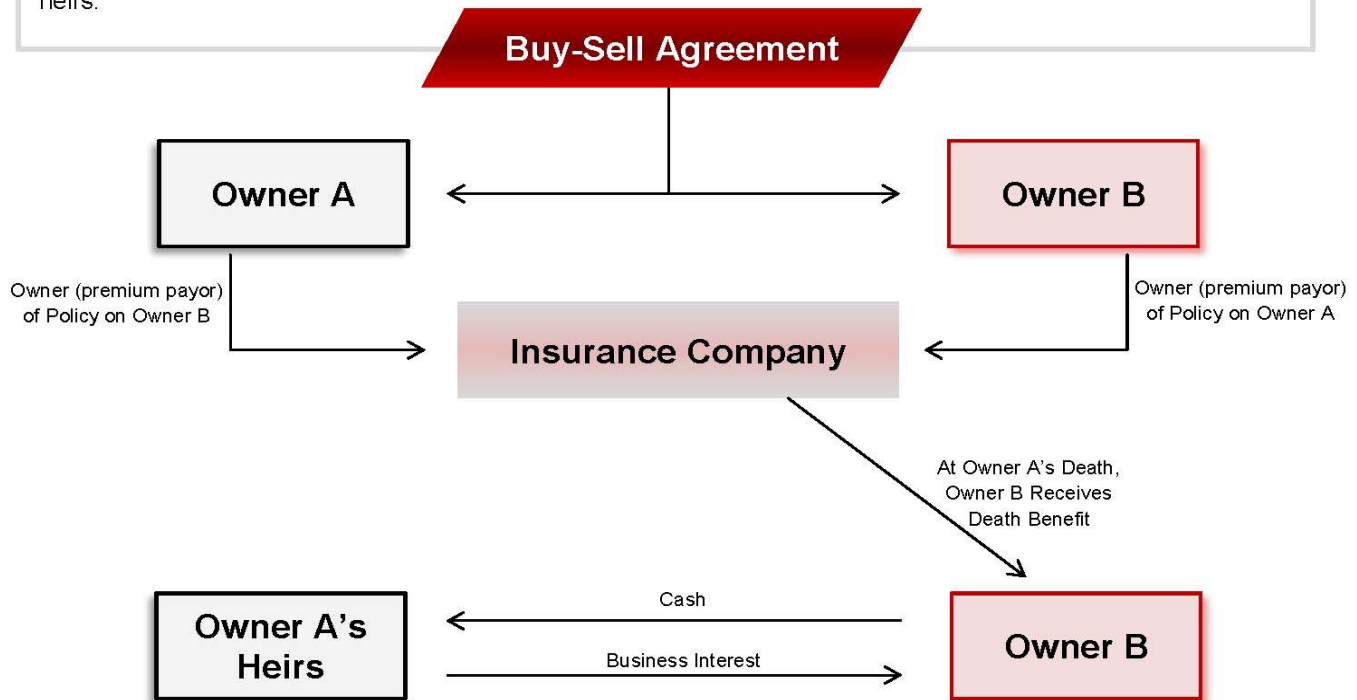 heirs.
Buy-Sell Agreement
Owner A
Owner B
Owner (premium payor)
of Policy on Owner B
Owner (premium payor)
of Policy on Owner A
Insurance Company
At Owner A's Death,
Owner B Receives
Death Benefit
Owner A's
Heirs
Cash
Business Interest
Owner B